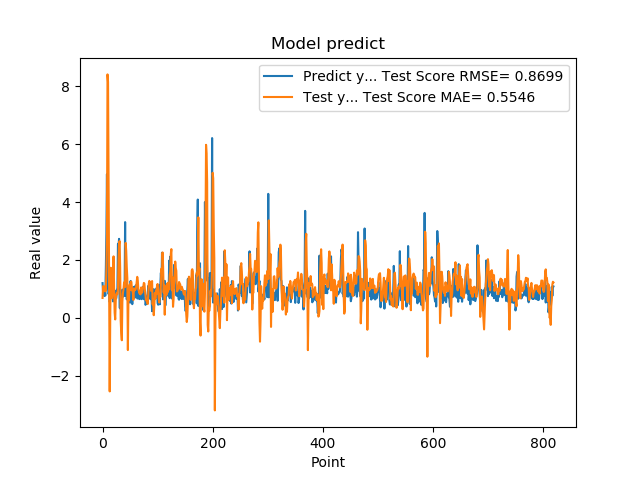 Model predict
Predict y... Test Score RMSE= 0.8699
Test y... Test Score MAE= 0.5546
8
6
4
2
0
−2
Real value
0 200 400 600 800
Point